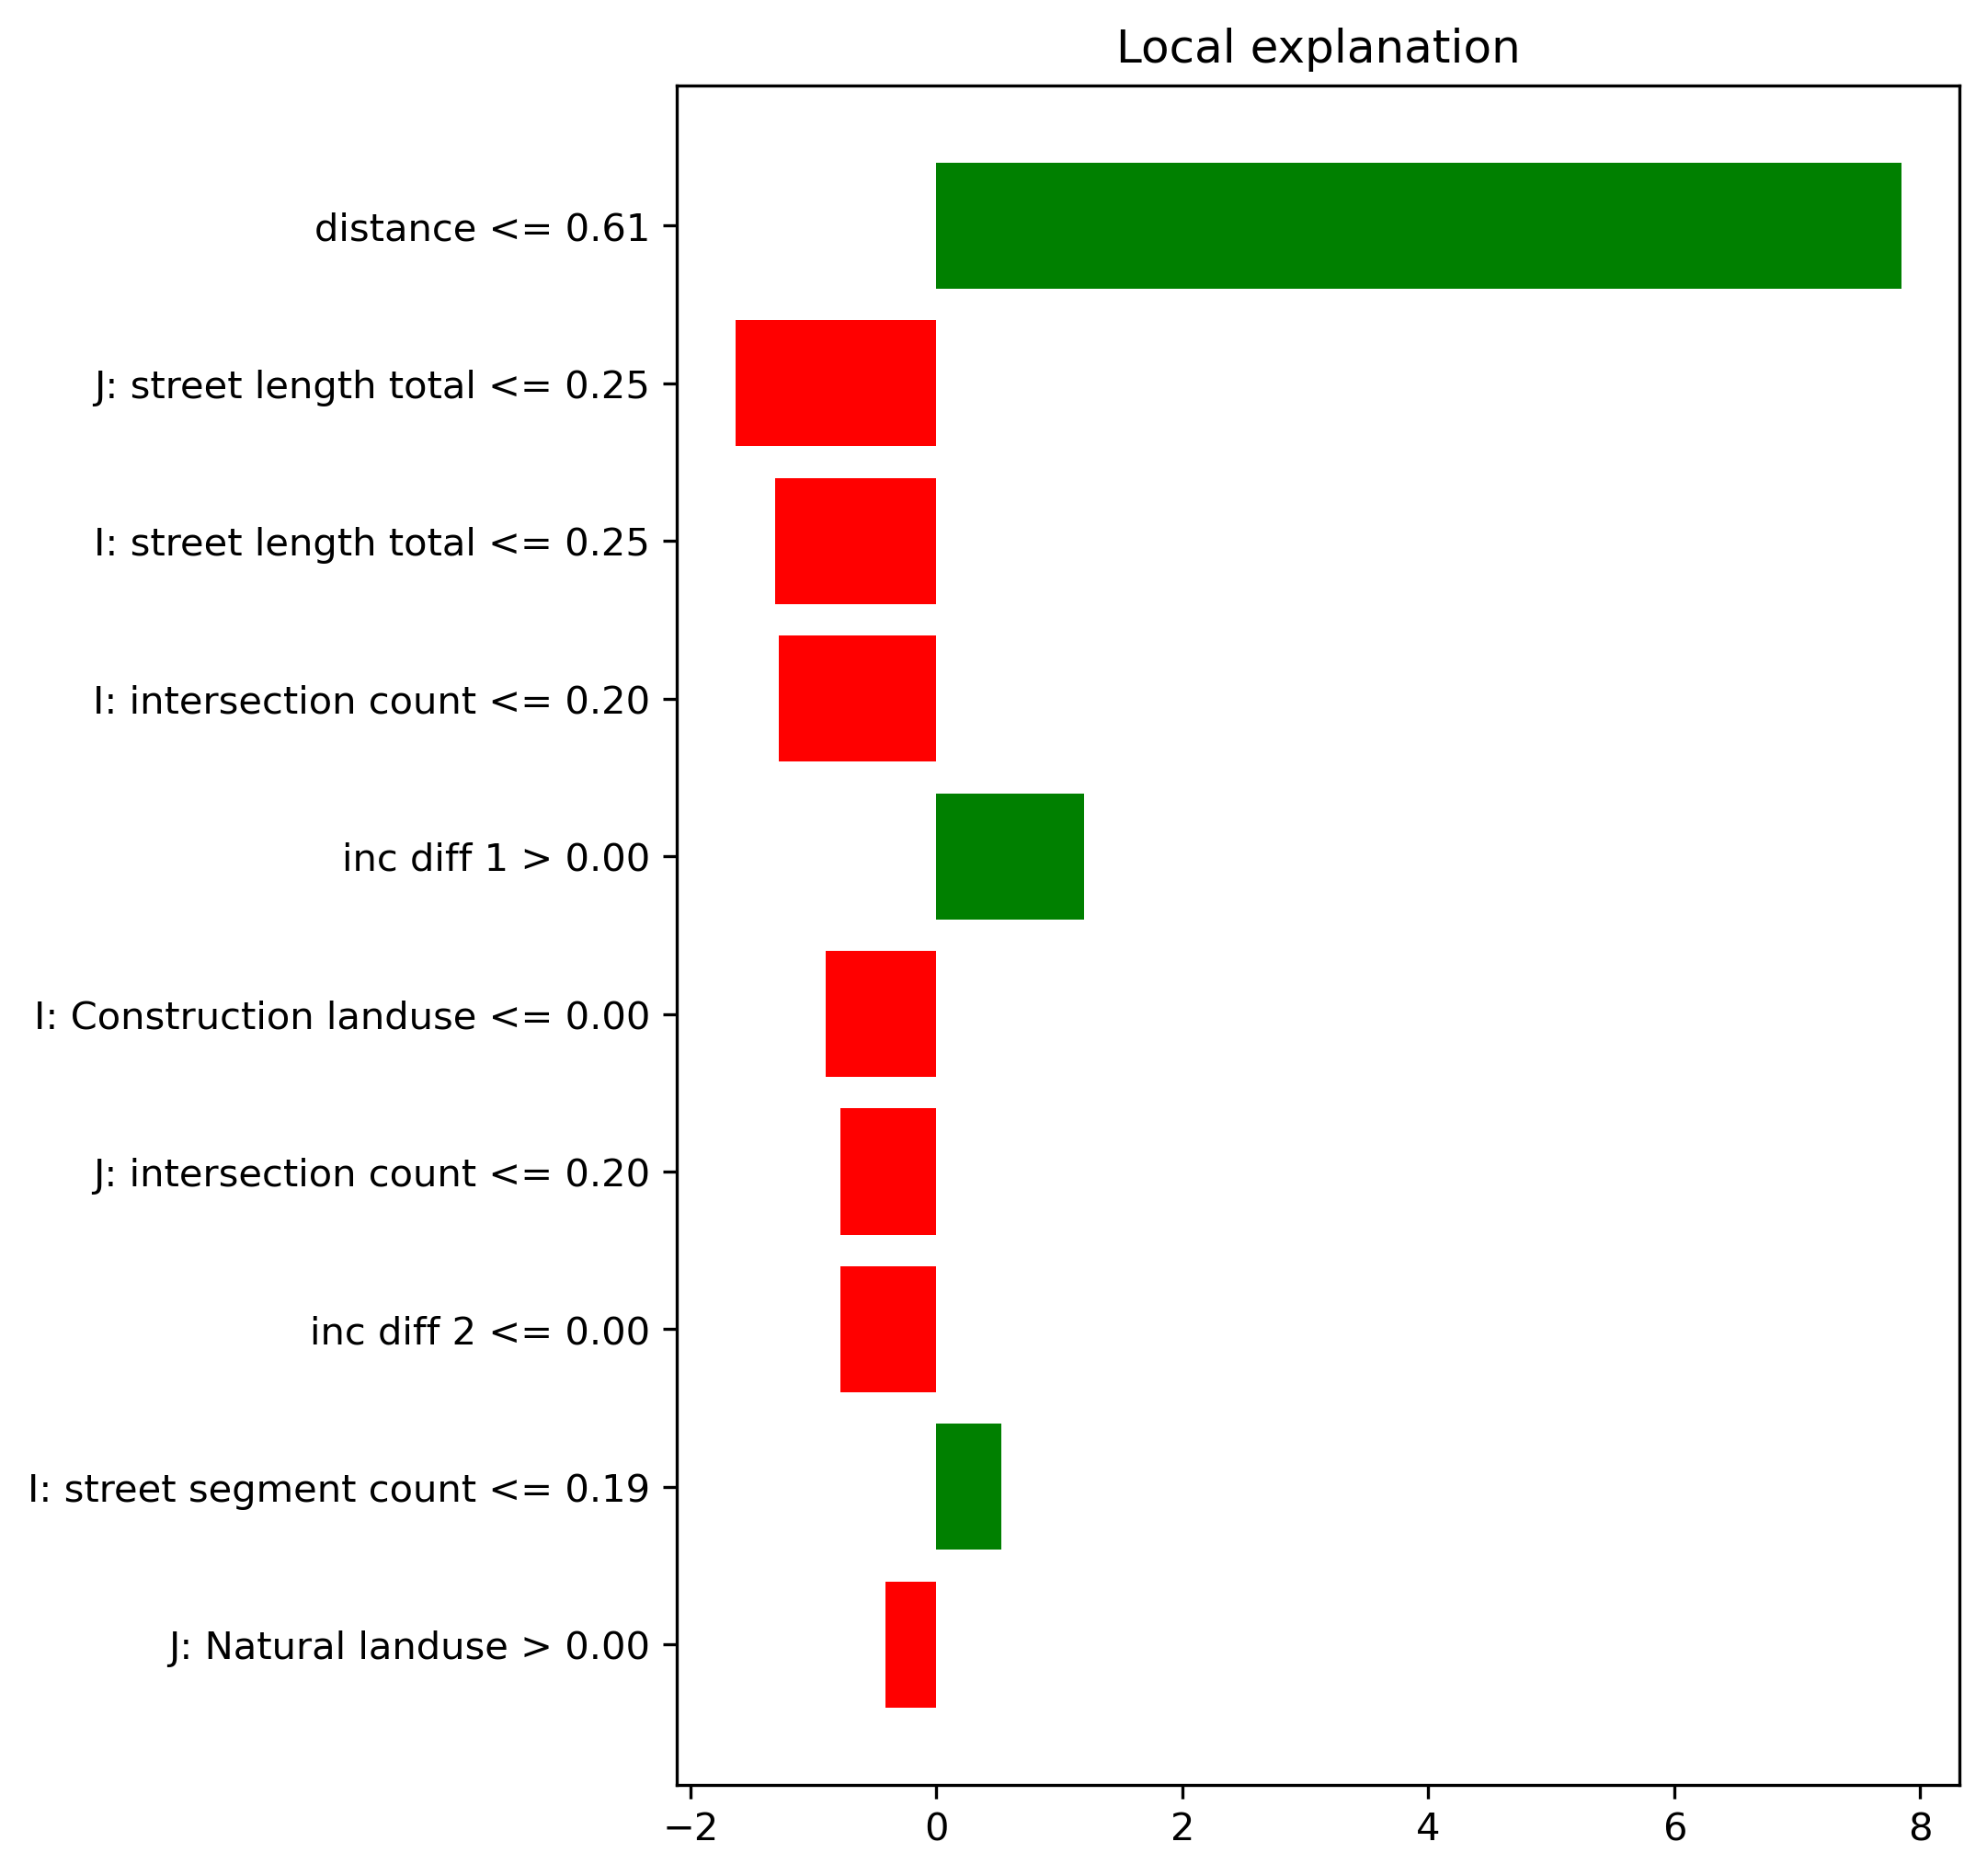 Local explanation
distance <= 0.61
J: street length total <= 0.25
I: street length total <= 0.25
I: intersection count <= 0.20
inc diff 1 > 0.00
I: Construction landuse <= 0.00
J: intersection count <= 0.20
inc diff 2 <= 0.00
I: street segment count <= 0.19
J: Natural landuse > 0.00
−2 0 2 4 6 8